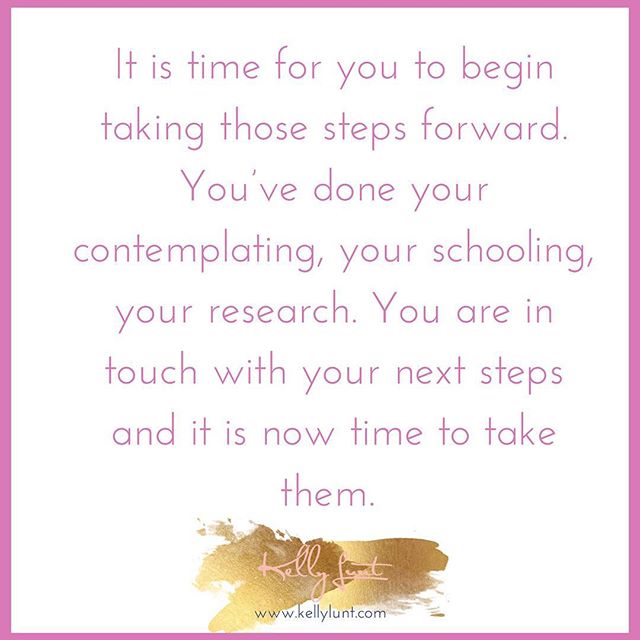 It is time for you to begin
taking those steps forward.
You've done your
contemplating, your schooling,
your research. You are in
touch with your next steps
and it is now time to take
them.
Kelly Lunt
www.kellylunt.com